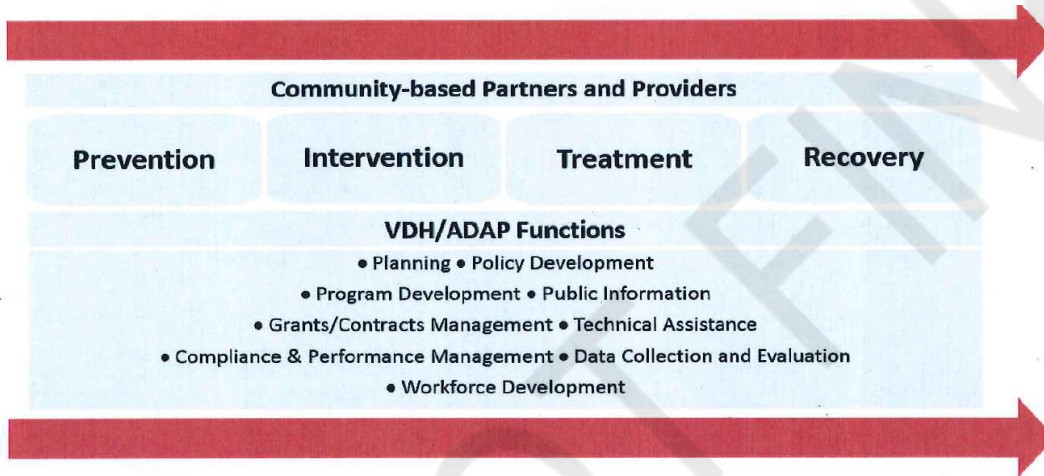 Community-based Partners and Providers
Prevention Intervention Treatment Recovery
VDH/ADAP Functions
• Planning • Policy Development
• Program Development • Public Information
• Grants/Contracts Management • Technical Assistance
• Compliance & Performance Management • Data Collection and Evaluation
• Workforce Development